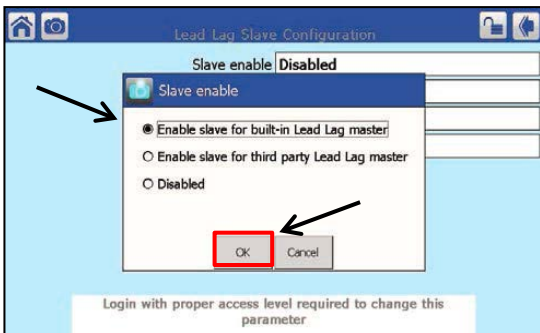 Lead Lag Slave Configuration
Slave enable Disabled
Slave enable
Enable slave for built-in Lead Lag master
Enable slave for third party Lead Lag master
Disabled
OK Cancel
Login with proper access level required to change this
parameter